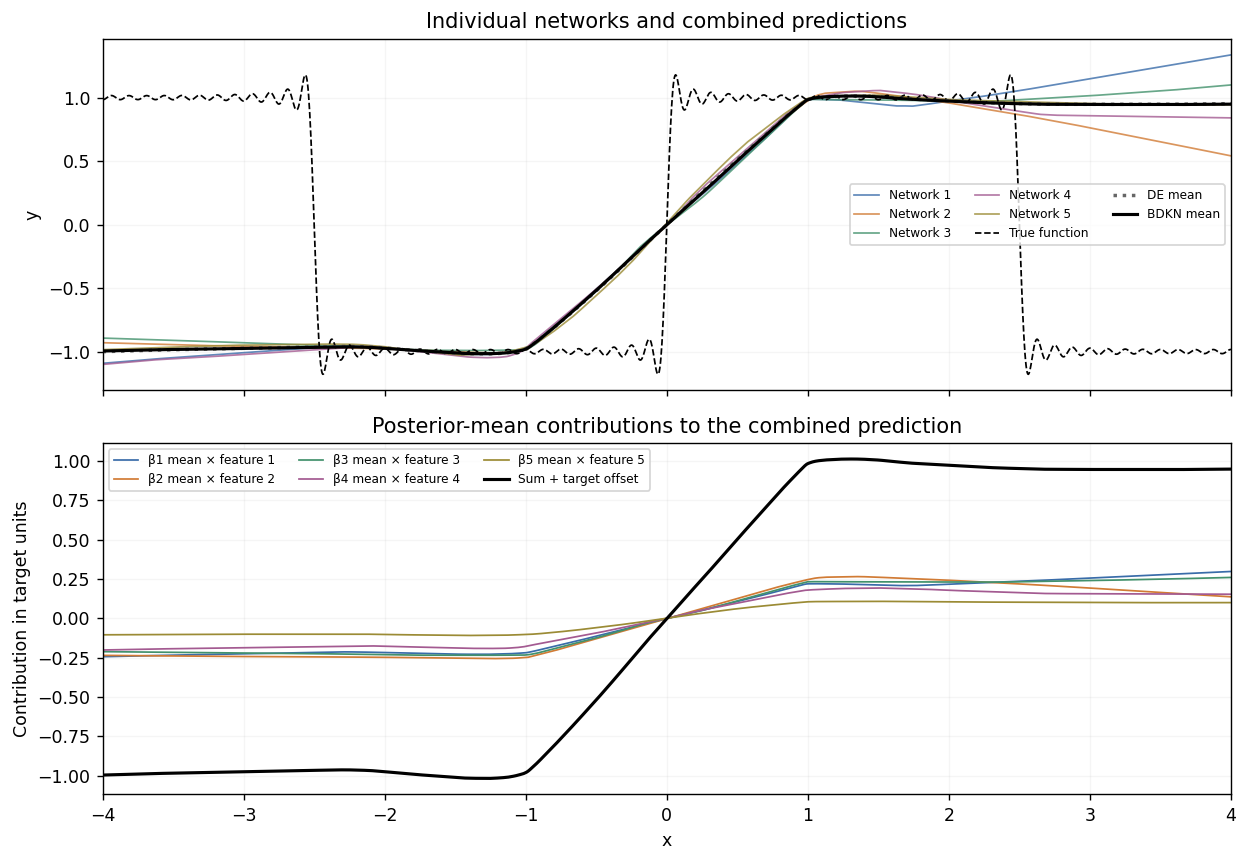 Individual networks and combined predictions
1.0
0.5
0.0
−0.5
−1.0
y
Network 1 Network 4 DE mean
Network 2 Network 5 BDKN mean
Network 3 True function
Posterior-mean contributions to the combined prediction
β1 mean × feature 1 β3 mean × feature 3 β5 mean × feature 5
β2 mean × feature 2 β4 mean × feature 4 Sum + target offset
1.00
0.75
0.50
0.25
0.00
−0.25
−0.50
−0.75
−1.00
Contribution in target units
−4 −3 −2 −1 0 1 2 3 4
x